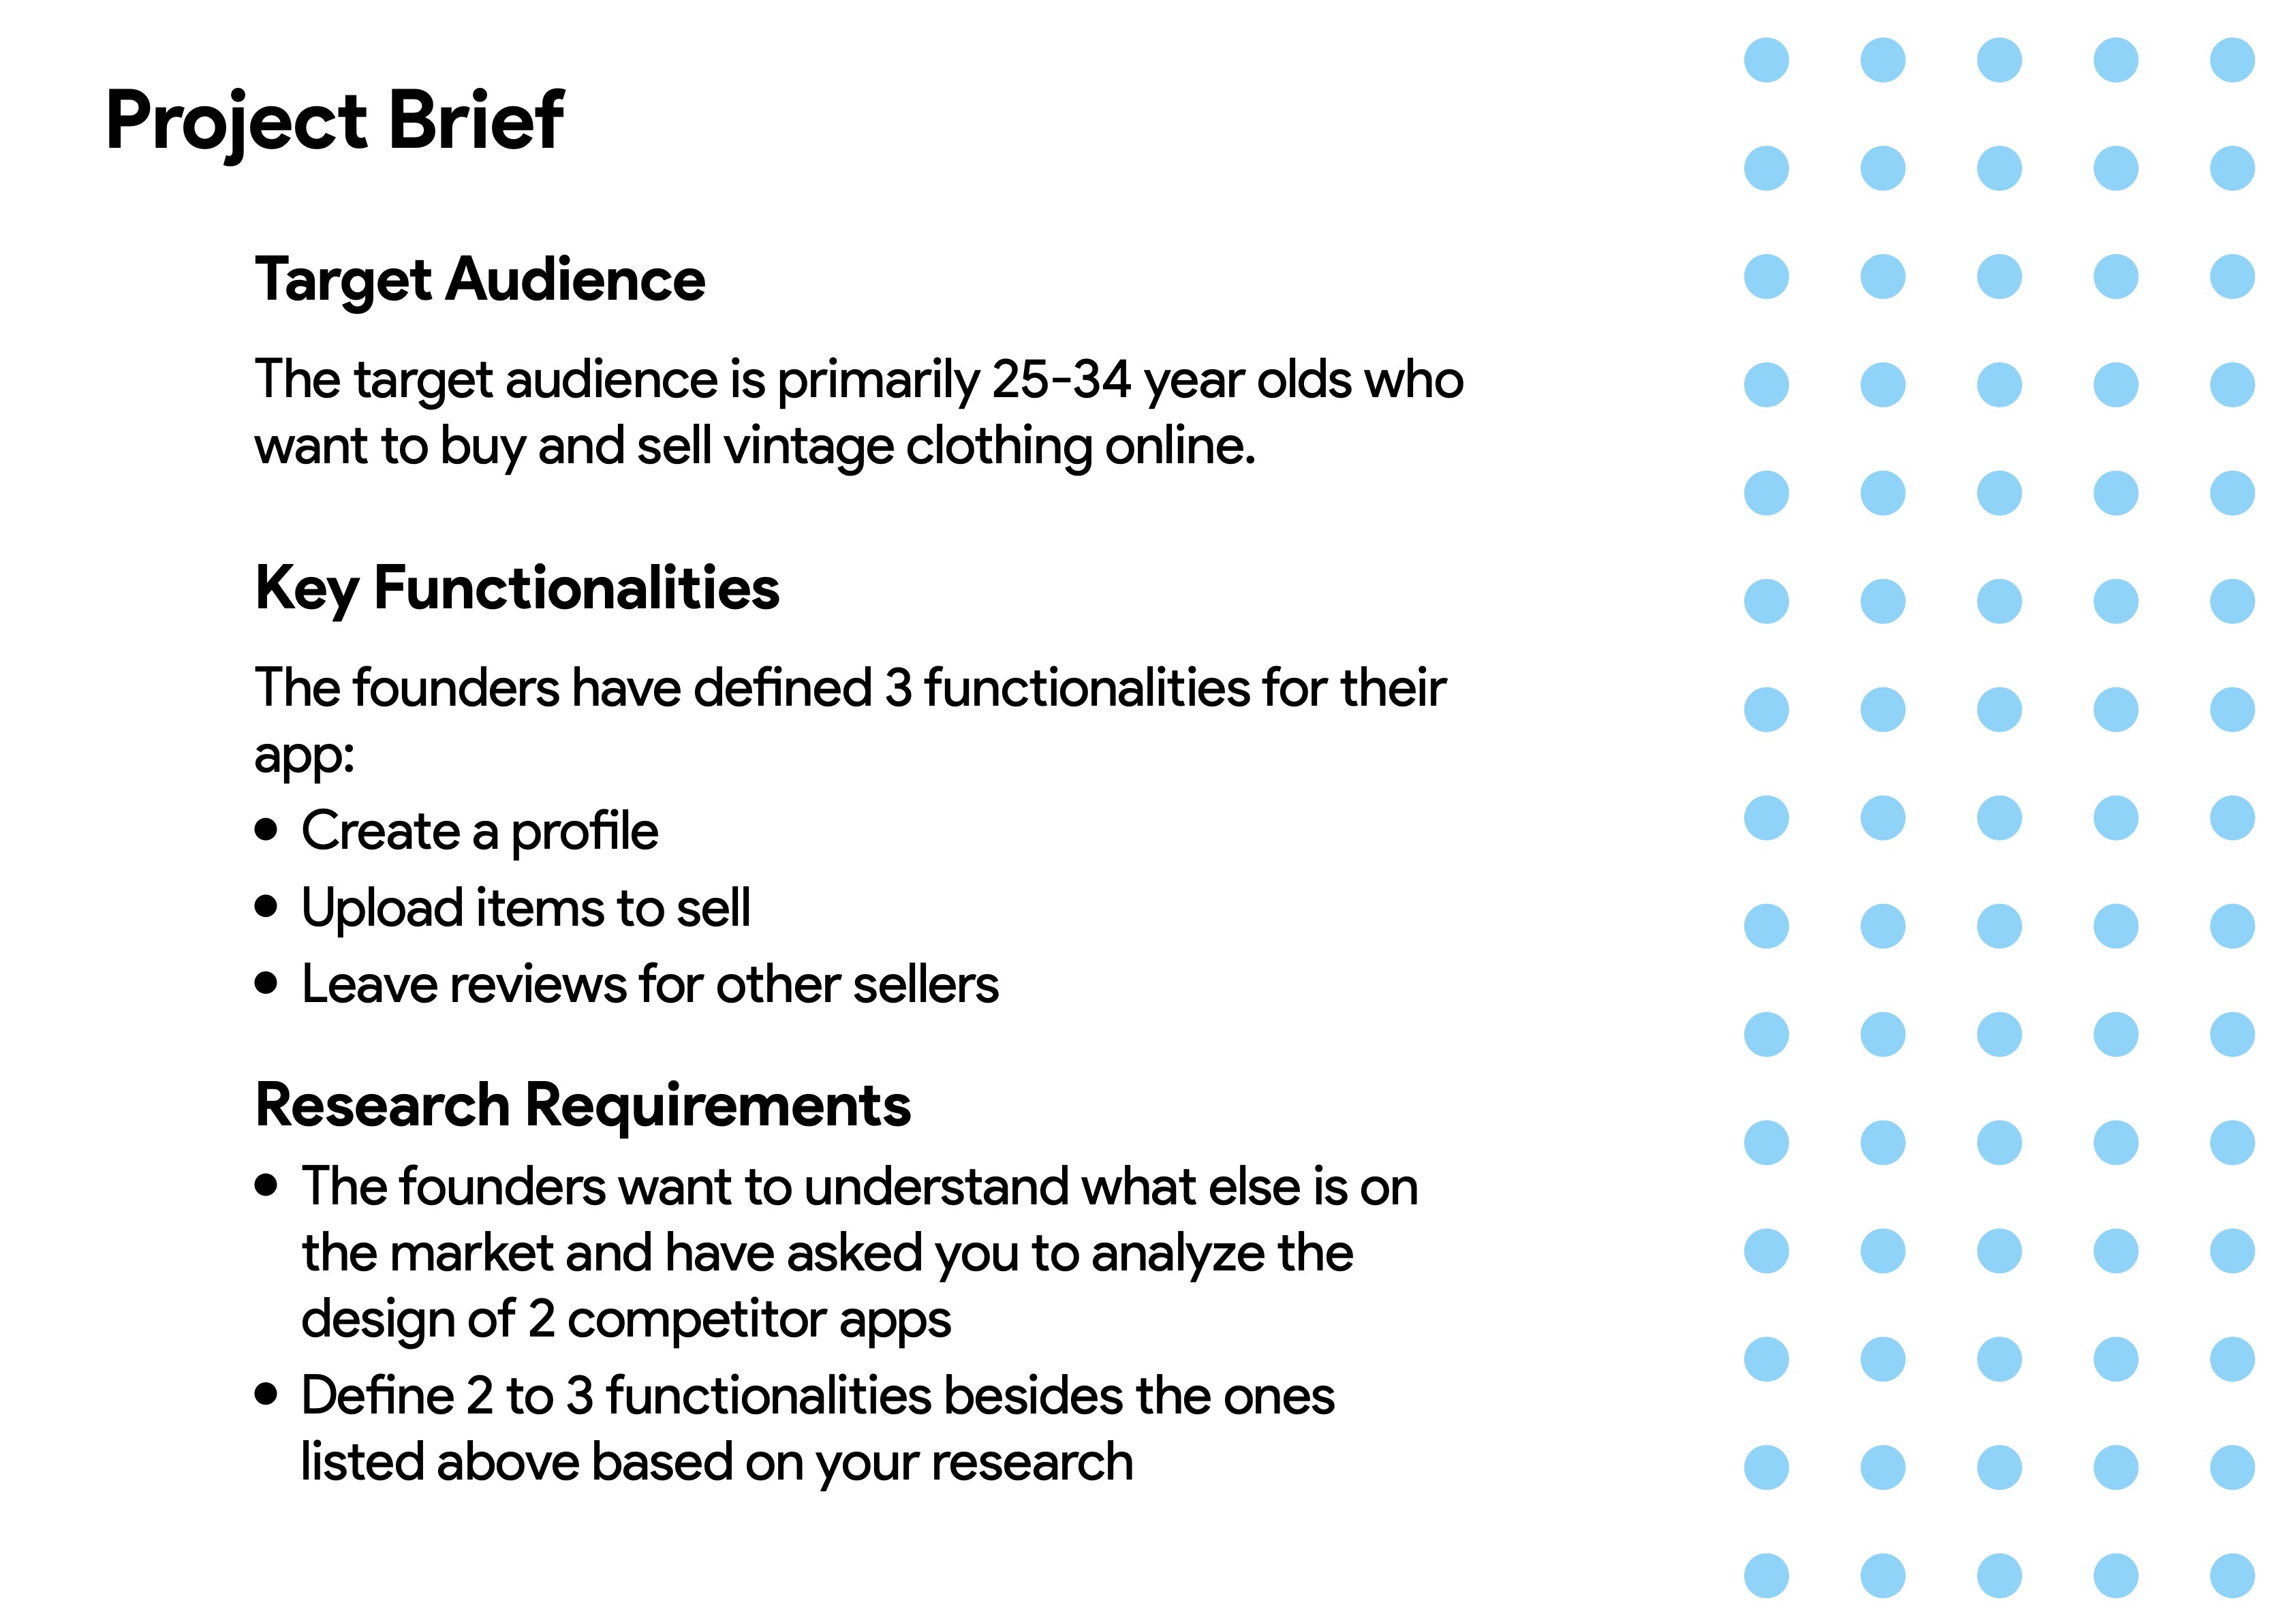 Project Brief
Target Audience
The target audience is primarily 25-34 year olds who
want to buy and sell vintage clothing online.
Key Functionalities
The founders have defined 3 functionalities for their
app:
• Create a profile
• Upload items to sell
• Leave reviews for other sellers
Research Requirements
• The founders want to understand what else is on
the market and have asked you to analyze the
design of 2 competitor apps
• Define 2 to 3 functionalities besides the ones
listed above based on your research